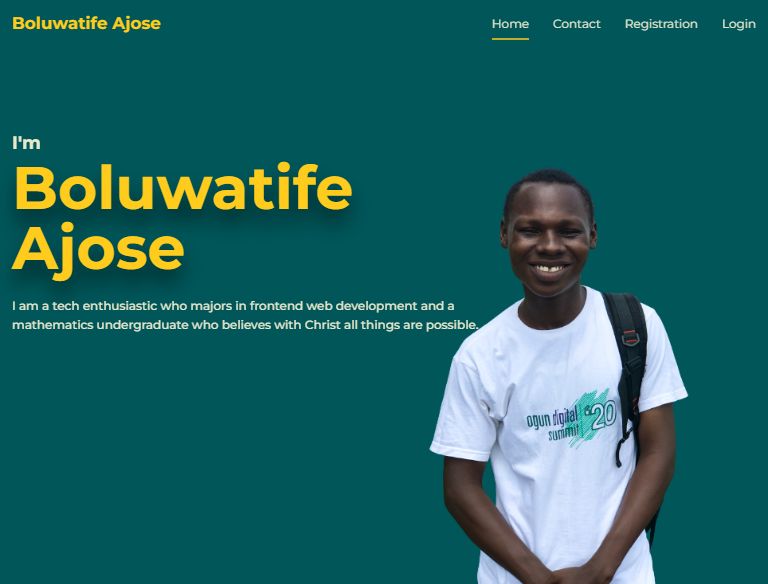 Boluwatife Ajose
Home Contact Registration Login
I'm
Boluwatife
Ajose
I am a tech enthusiastic who majors in frontend web development and a
mathematics undergraduate who believes with Christ all things are possible.
ogun digital
summit '20